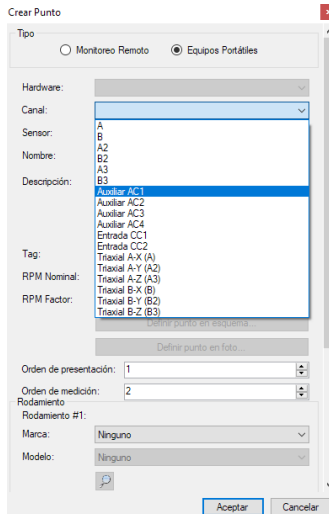 Crear Punto
Tipo
Monitoreo Remoto Equipos Portátiles
Hardware:
Canal:
Sensor:
Nombre:
Descripción:
A
B
A2
B2
A3
B3
Auxiliar AC1
Auxiliar AC2
Auxiliar AC3
Auxiliar AC4
Entrada CC1
Entrada CC2
Triaxial A-X (A)
Triaxial A-Y (A2)
Triaxial A-Z (A3)
Triaxial B-X (B)
Triaxial B-Y (B2)
Triaxial B-Z (B3)
Tag:
RPM Nominal:
RPM Factor:
Definir punto en esquema...
Definir punto en foto...
Orden de presentación: 1
Orden de medición: 2
Rodamiento
Rodamiento #1:
Marca: Ninguno
Modelo: Ninguno
Aceptar Cancelar